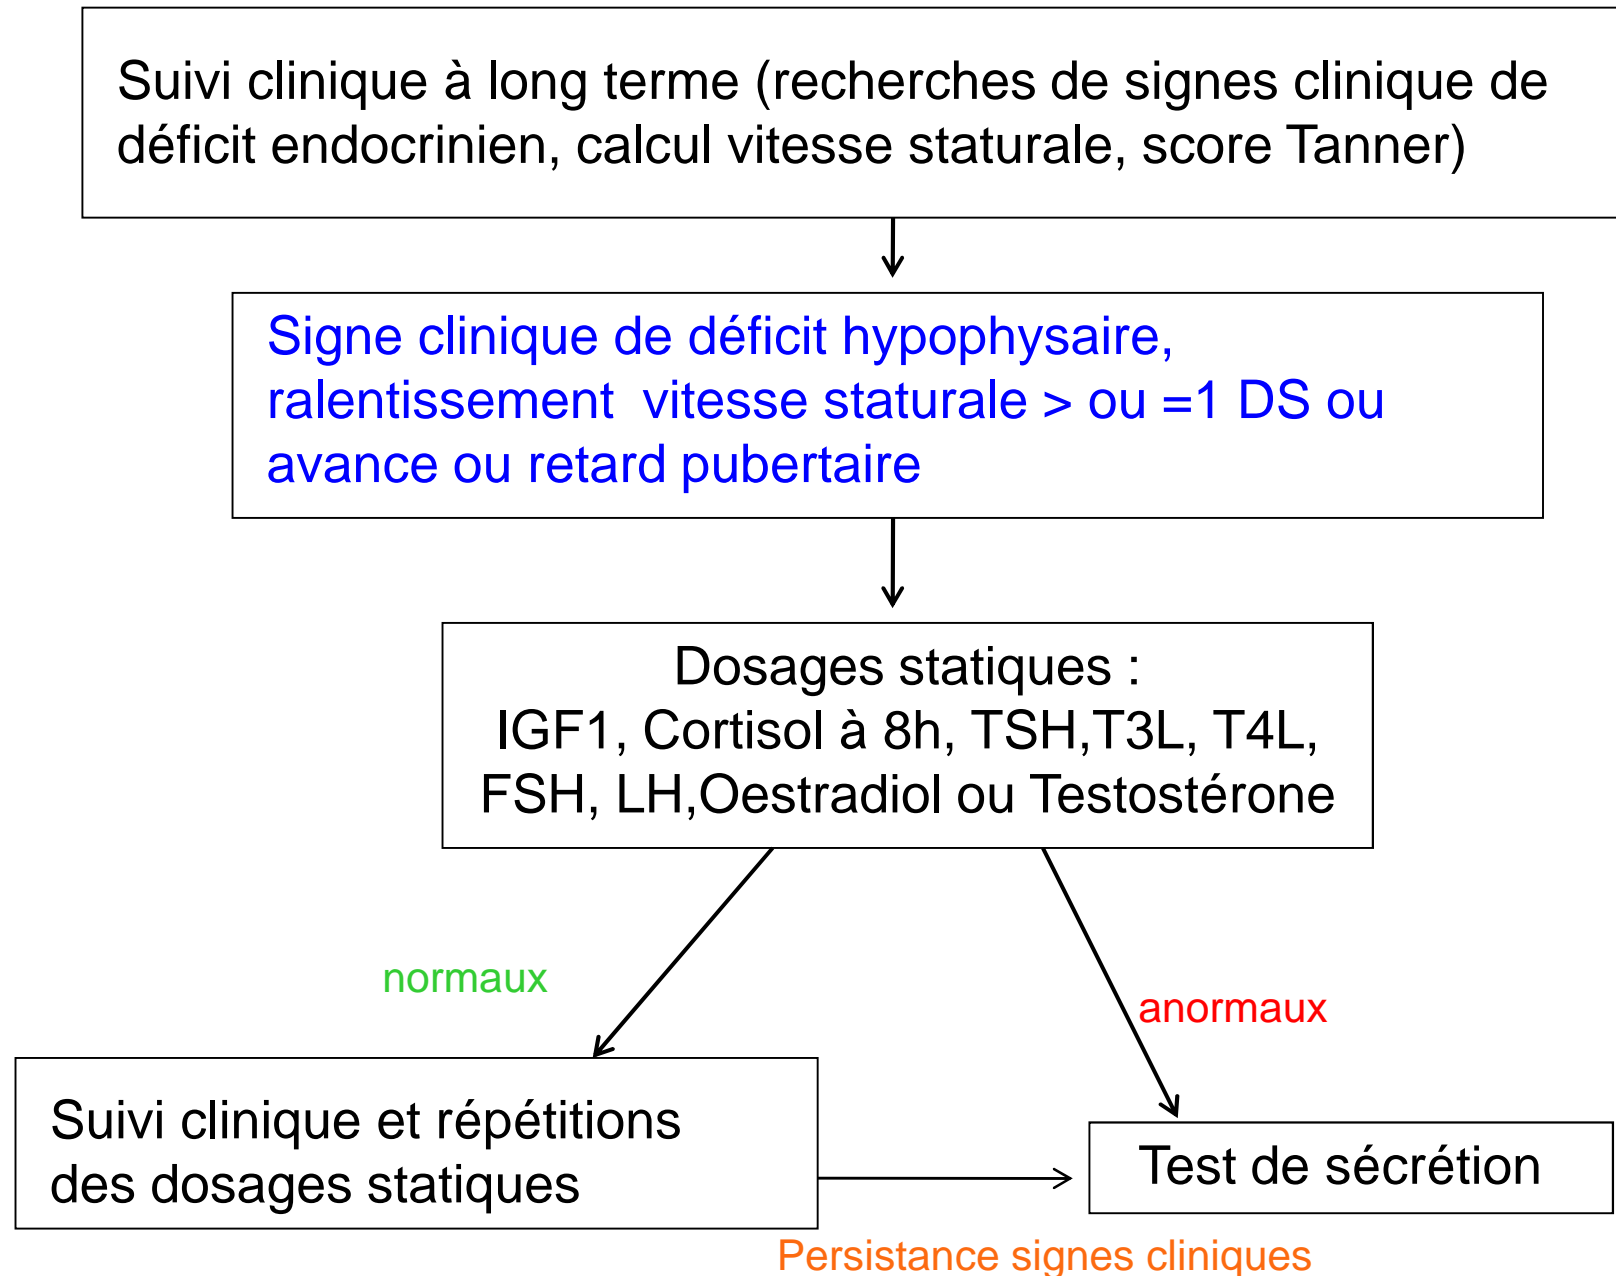 Suivi clinique à long terme (recherches de signes clinique de
déficit endocrinien, calcul vitesse staturale, score Tanner)
Signe clinique de déficit hypophysaire,
ralentissement  vitesse staturale > ou =1 DS ou
avance ou retard pubertaire
Dosages statiques :
IGF1, Cortisol à 8h, TSH,T3L, T4L,
FSH, LH,Oestradiol ou Testostérone
normaux
anormaux
Suivi clinique et répétitions
des dosages statiques
Test de sécrétion
Persistance signes cliniques